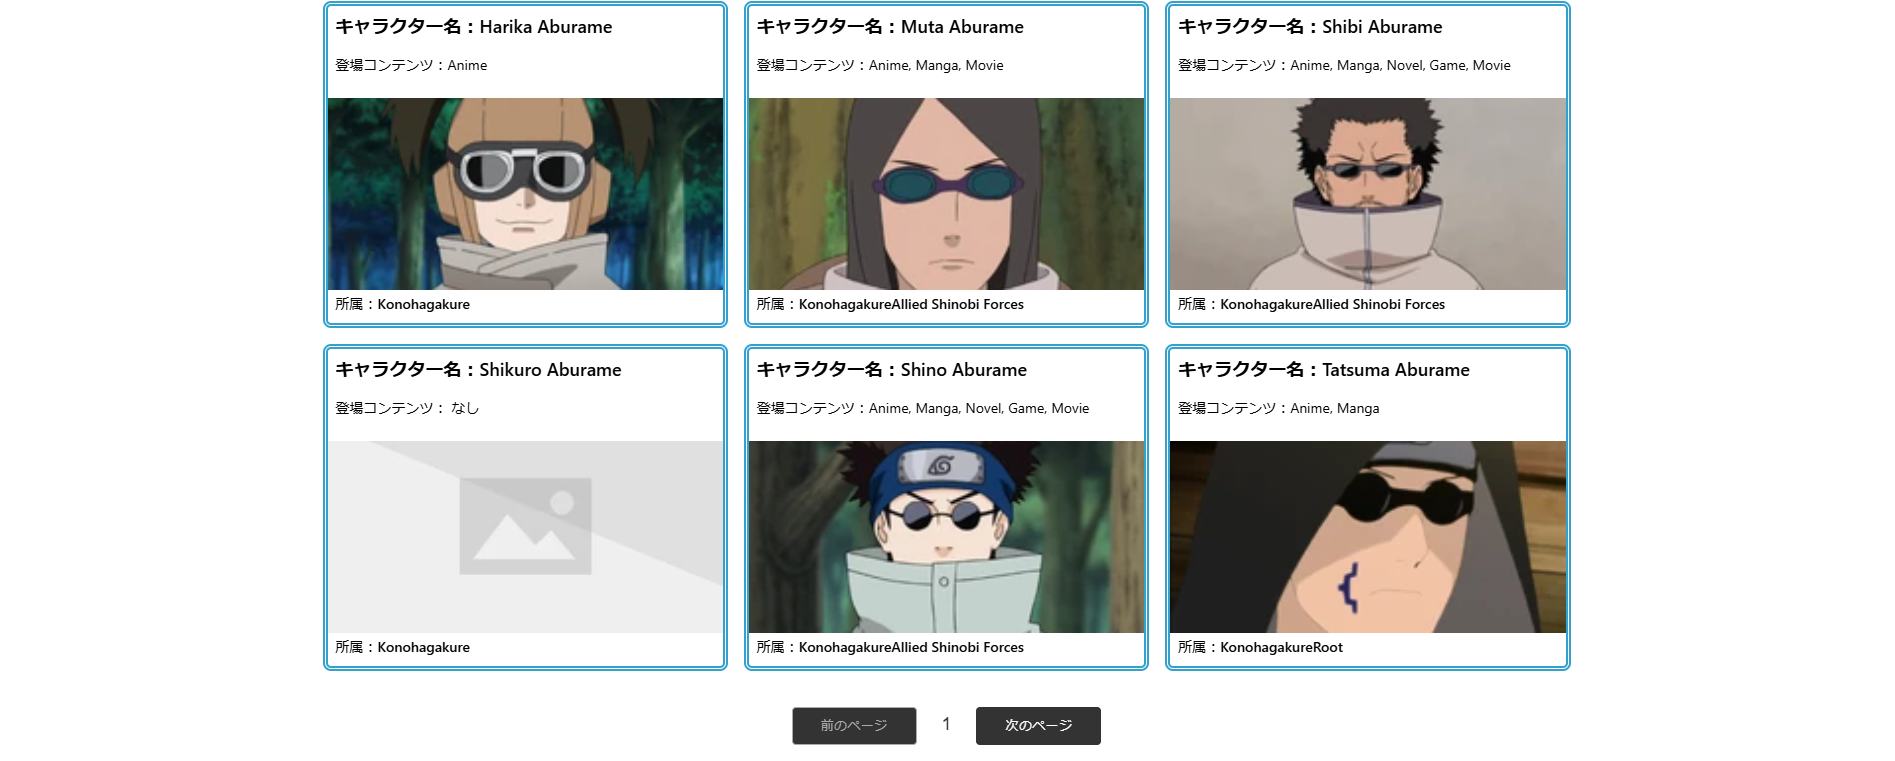 キャラクター名：Harika Aburame
登場コンテンツ：Anime
所属：Konohagakure
キャラクター名：Muta Aburame
登場コンテンツ：Anime, Manga, Movie
所属：KonohagakureAllied Shinobi Forces
キャラクター名：Shibi Aburame
登場コンテンツ：Anime, Manga, Novel, Game, Movie
所属：KonohagakureAllied Shinobi Forces
キャラクター名：Shikuro Aburame
登場コンテンツ： なし
所属：Konohagakure
キャラクター名：Shino Aburame
登場コンテンツ：Anime, Manga, Novel, Game, Movie
所属：KonohagakureAllied Shinobi Forces
キャラクター名：Tatsuma Aburame
登場コンテンツ：Anime, Manga
所属：KonohagakureRoot
前のページ 1 次のページ